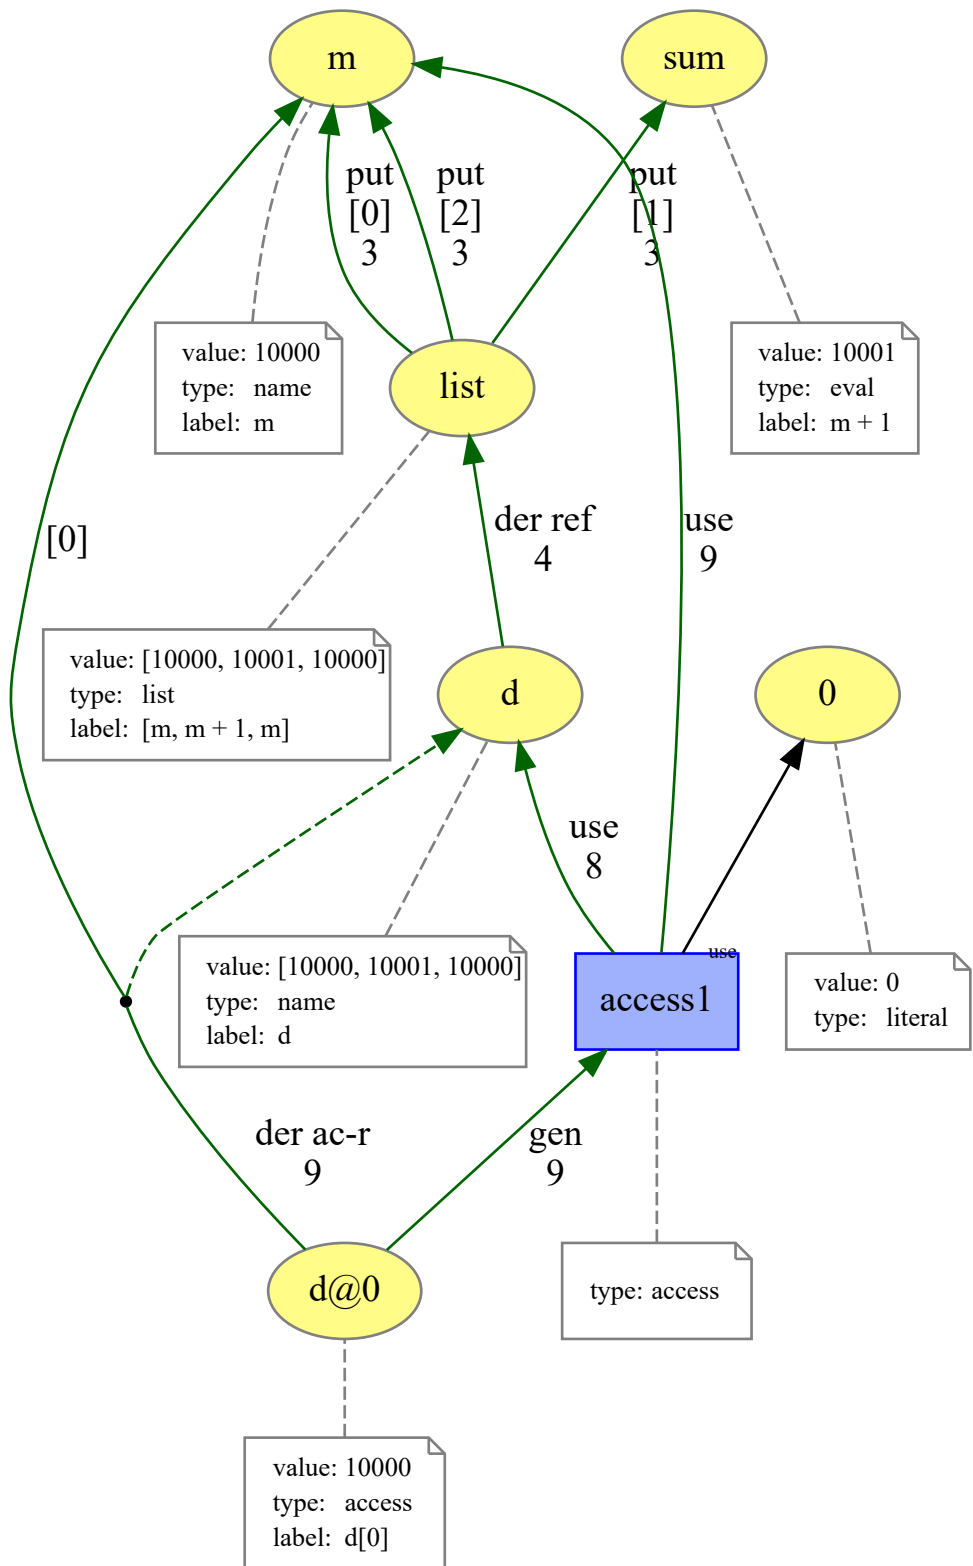 m
sum
put
[0]
3
put
[2]
3
put
[1]
3
value: 10000
type: name
label: m
value: 10001
type: eval
label: m + 1
list
[0]
der ref
4
use
9
value: [10000, 10001, 10000]
type: list
label: [m, m + 1, m]
d
0
use
8
value: [10000, 10001, 10000]
type: name
label: d
use
access1
value: 0
type: literal
der ac-r
9
gen
9
d@0
type: access
value: 10000
type: access
label: d[0]